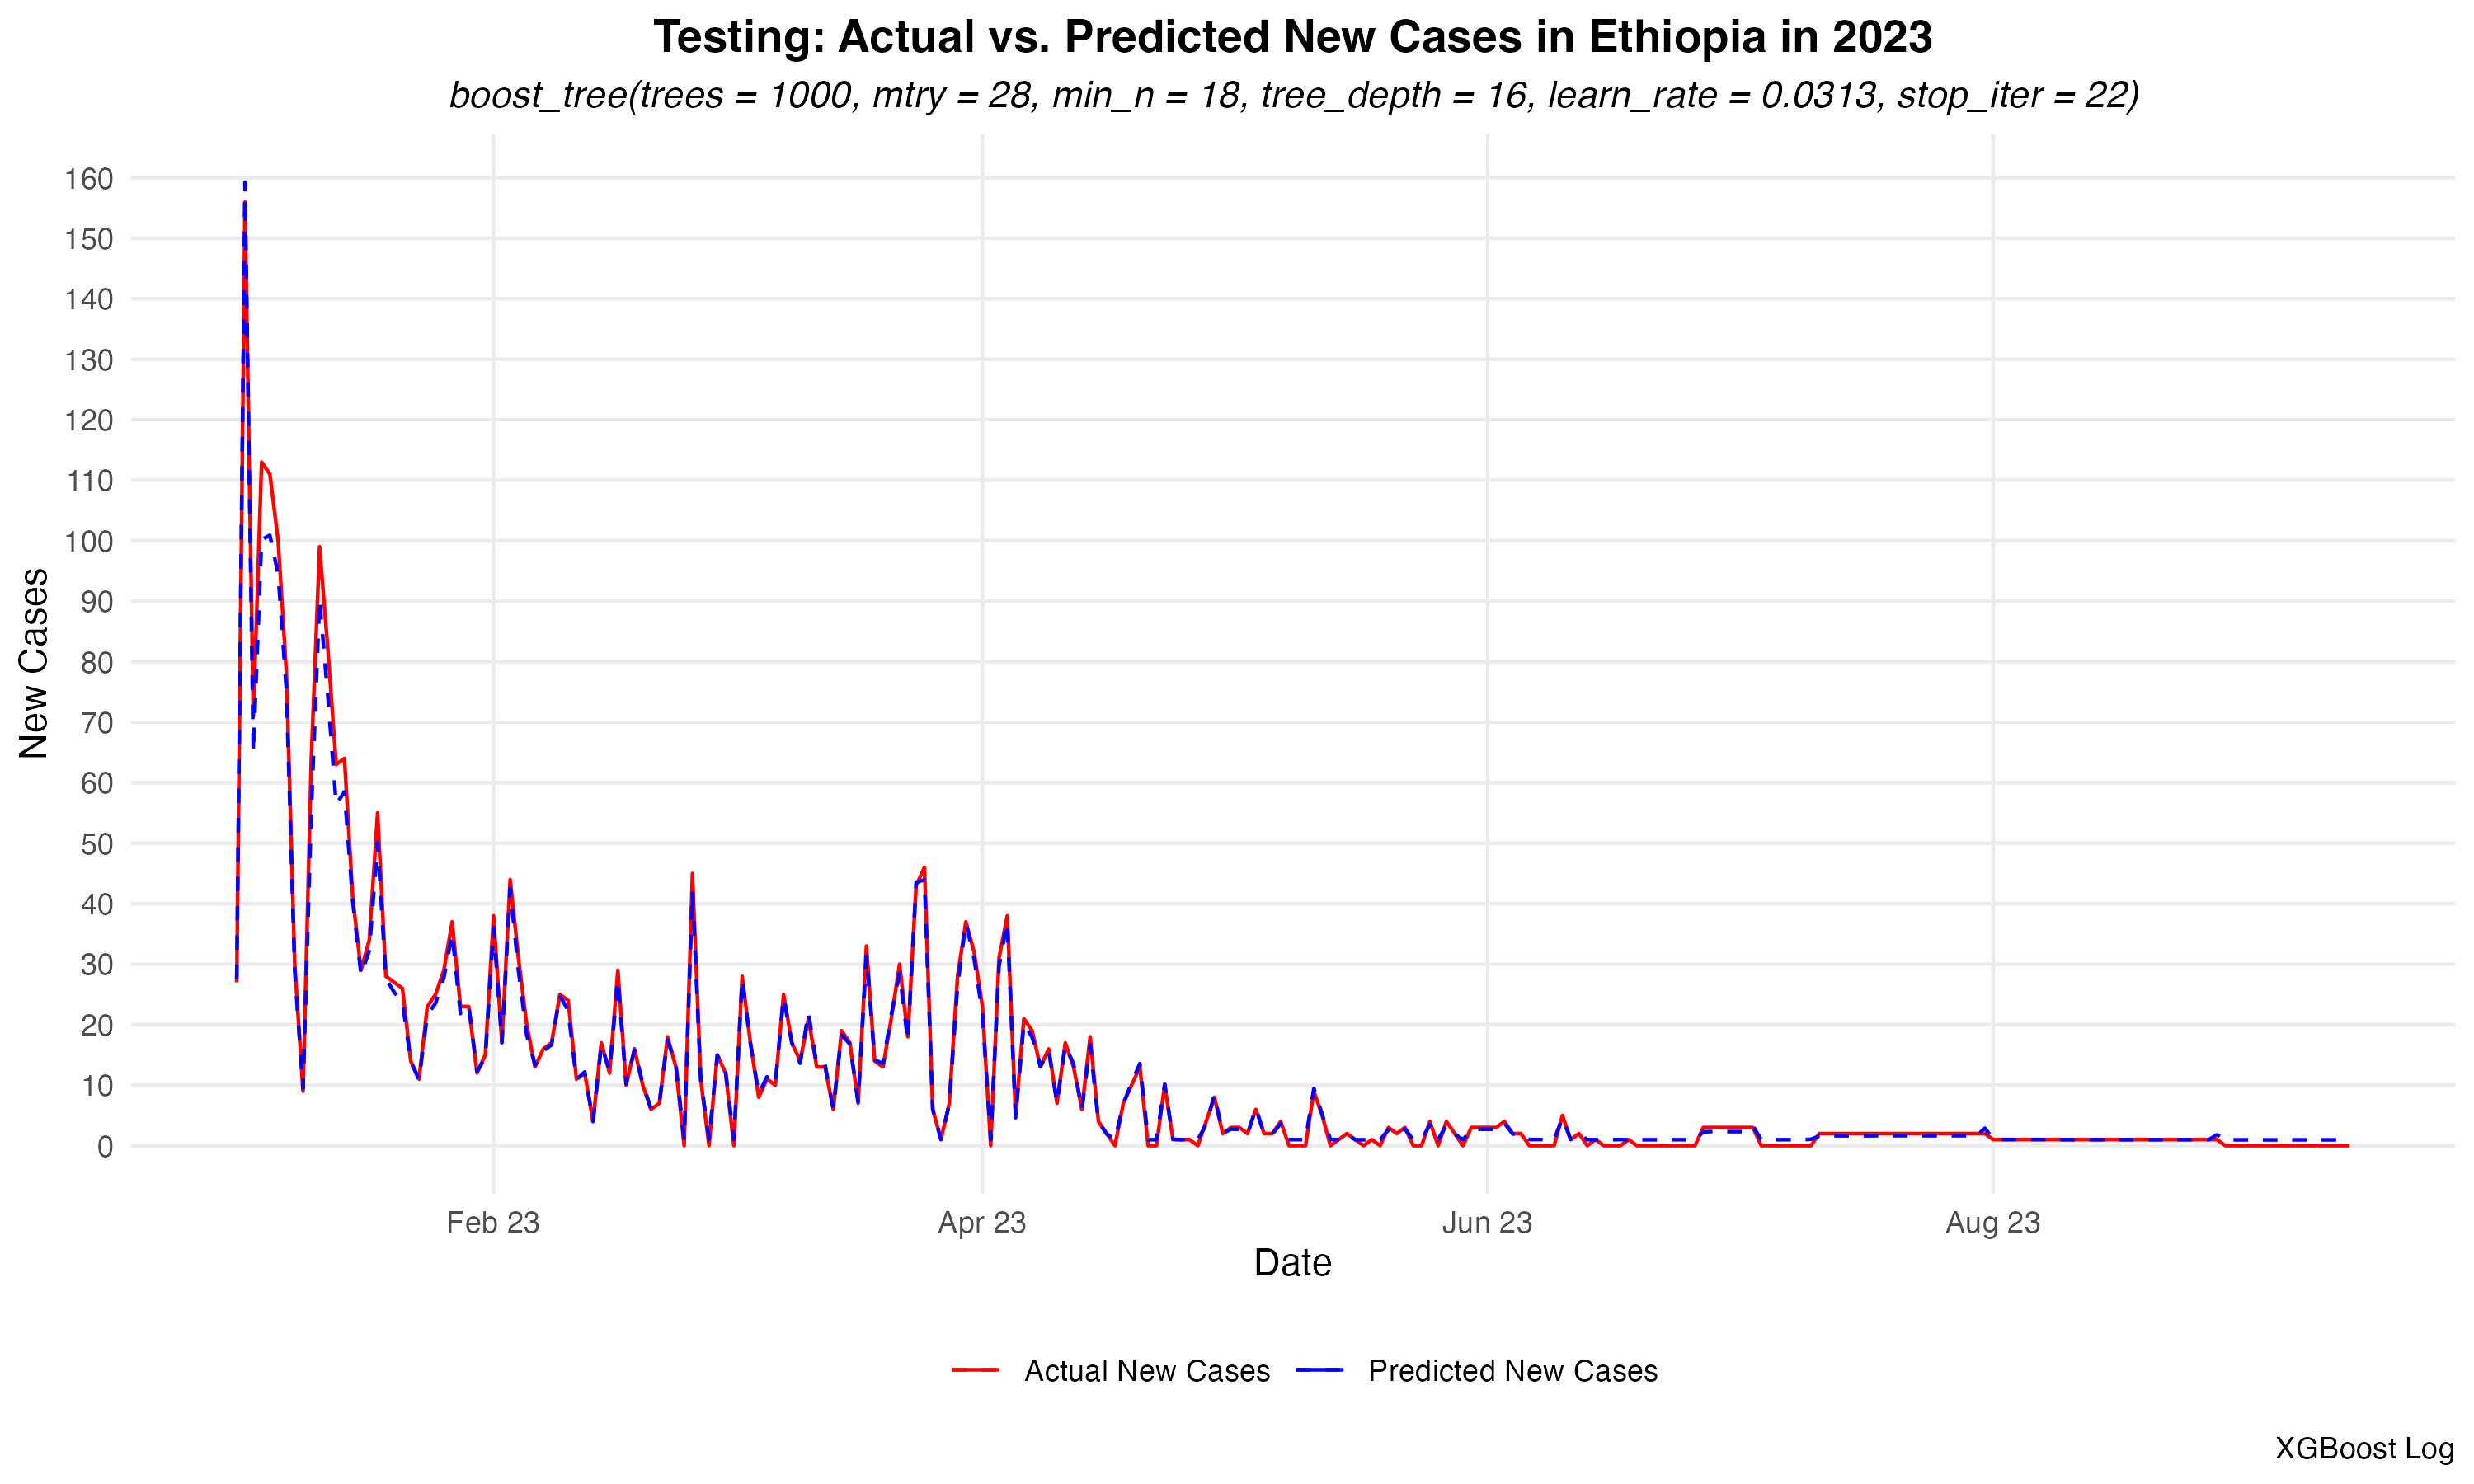 Testing: Actual vs. Predicted New Cases in Ethiopia in 2023
boost_tree(trees = 1000, mtry = 28, min_n = 18, tree_depth = 16, learn_rate = 0.0313, stop_iter = 22)
New Cases
160
150
140
130
120
110
100
90
80
70
60
50
40
30
20
10
0
Feb 23 Apr 23 Jun 23 Aug 23
Date
Actual New Cases Predicted New Cases
XGBoost Log